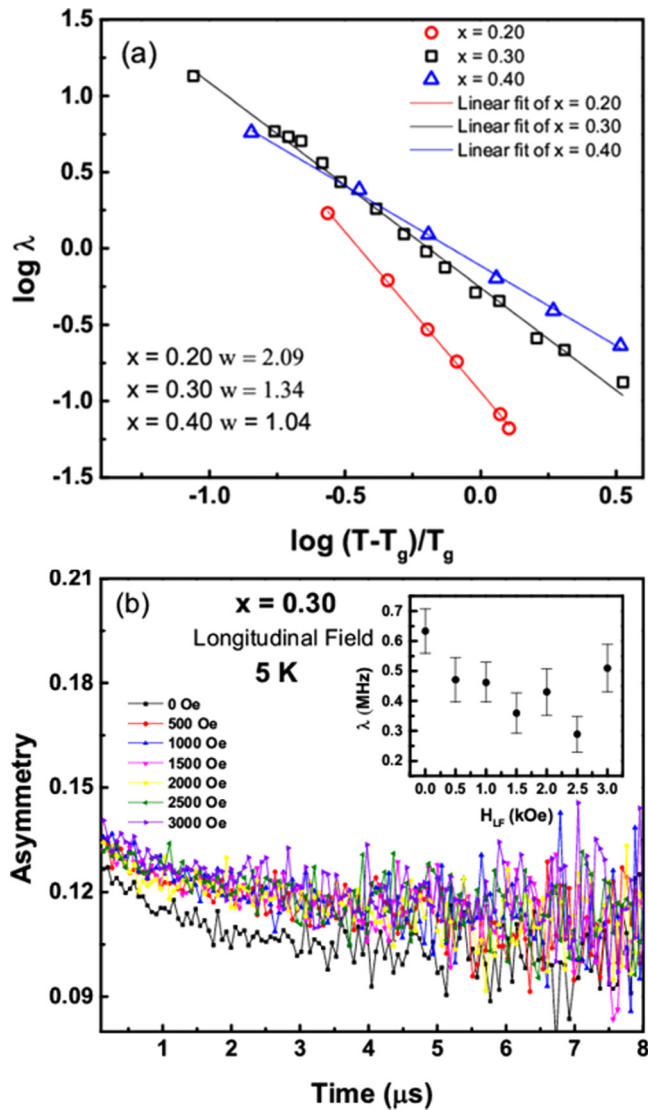 (a)
x = 0.20
x = 0.30
x = 0.40
Linear fit of x = 0.20
Linear fit of x = 0.30
Linear fit of x = 0.40
1.5
1.0
0.5
0.0
-0.5
-1.0
-1.5
log λ
x = 0.20 w = 2.09
x = 0.30 w = 1.34
x = 0.40 w = 1.04
-1.0 -0.5 0.0 0.5
log (T-Tg)/Tg
(b)
x = 0.30
Longitudinal Field
5 K
0 Oe
500 Oe
1000 Oe
1500 Oe
2000 Oe
2500 Oe
3000 Oe
0.7
0.6
0.5
0.4
0.3
0.2
λ (MHz)
0.0 0.5 1.0 1.5 2.0 2.5 3.0
HLF (kOe)
0.21
0.18
0.15
0.12
0.09
Asymmetry
1 2 3 4 5 6 7 8
Time (μs)